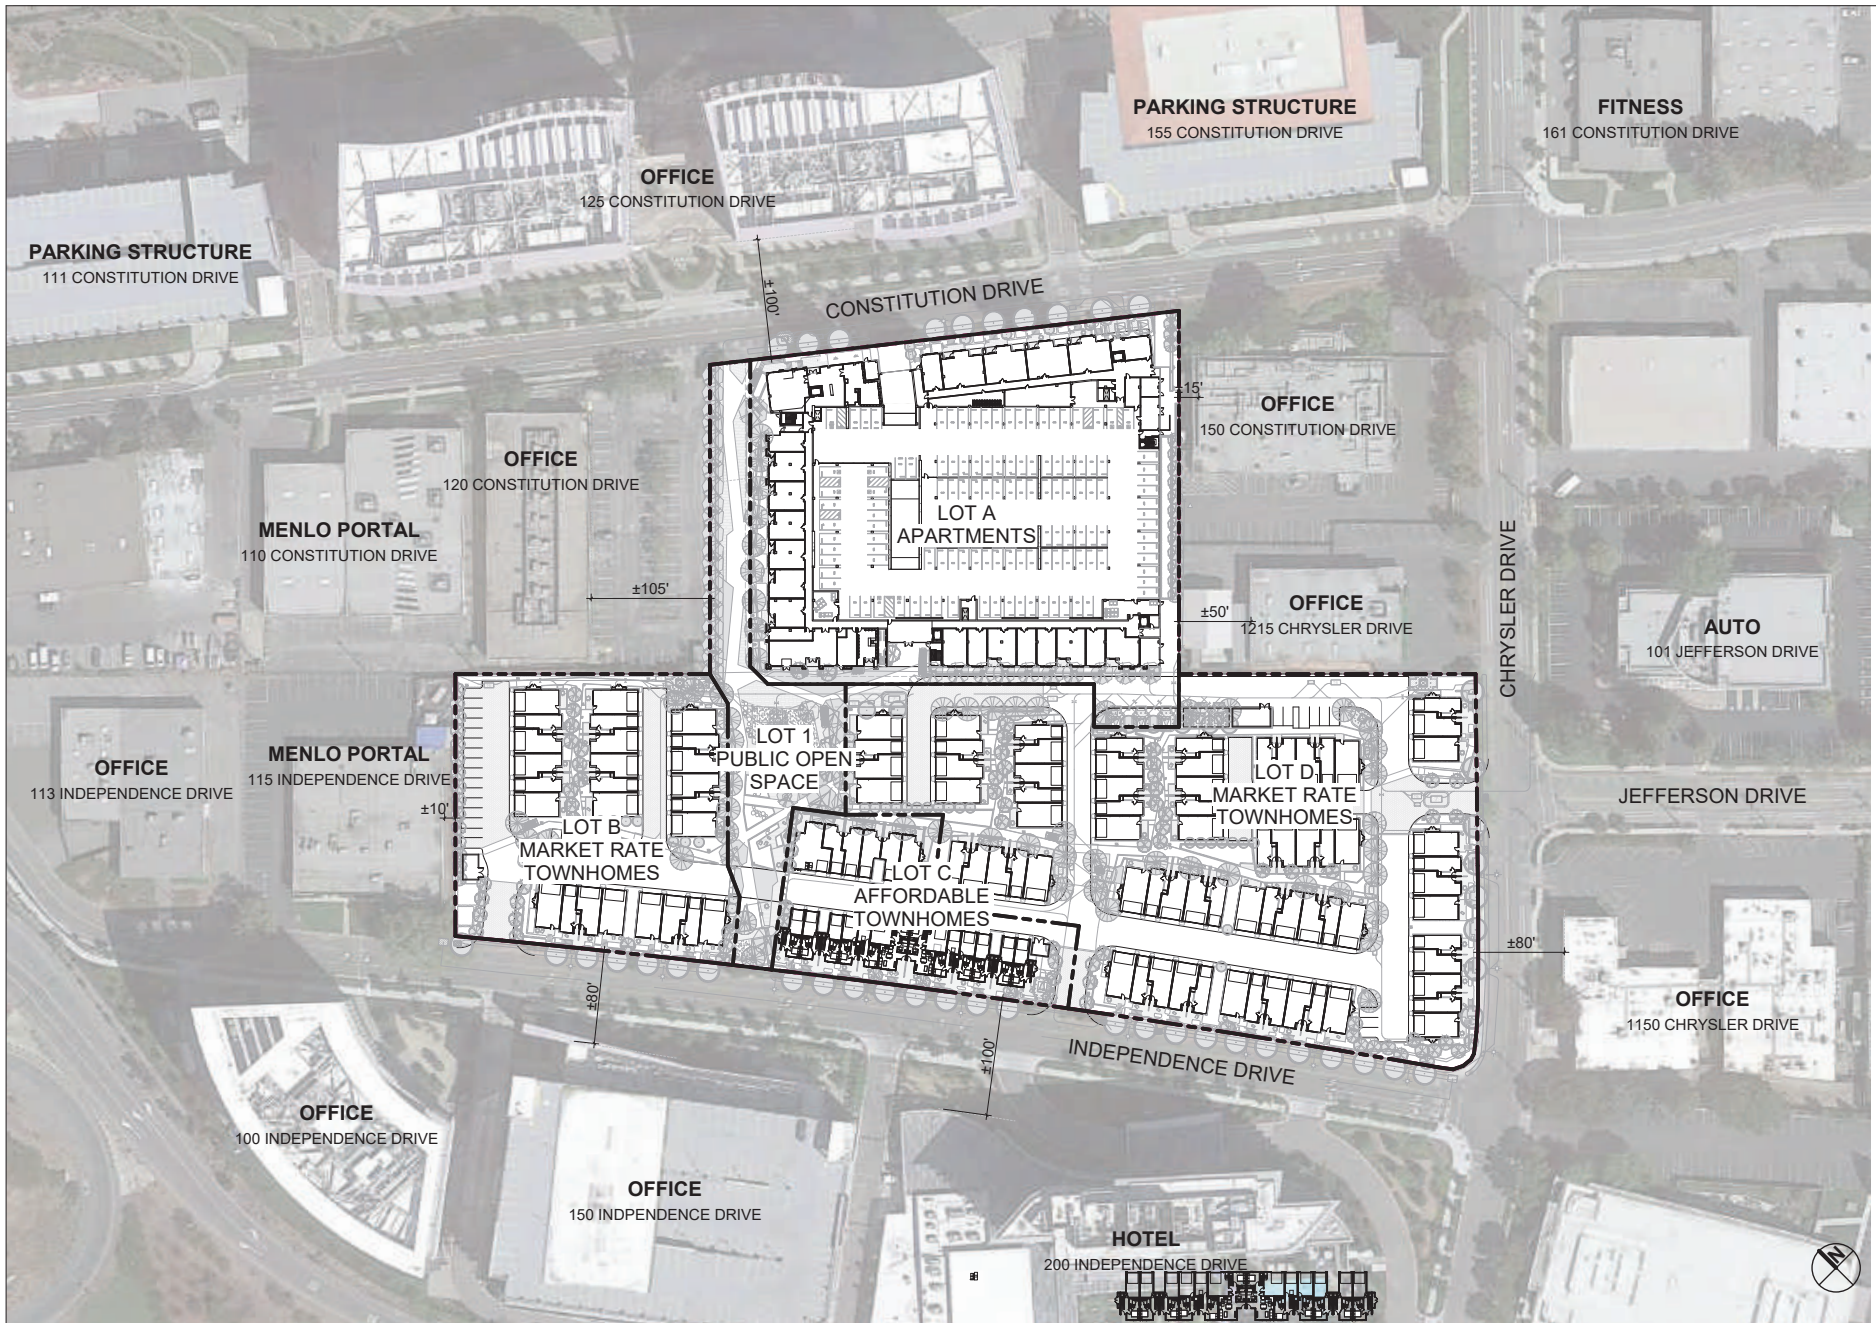 PARKING STRUCTURE
155 CONSTITUTION DRIVE
FITNESS
161 CONSTITUTION DRIVE
OFFICE
125 CONSTITUTION DRIVE
PARKING STRUCTURE
111 CONSTITUTION DRIVE
±100'
CONSTITUTION DRIVE
±15'
OFFICE
150 CONSTITUTION DRIVE
OFFICE
120 CONSTITUTION DRIVE
MENLO PORTAL
110 CONSTITUTION DRIVE
LOT A
APARTMENTS
CHRYSLER DRIVE
±105'
±50'
OFFICE
1215 CHRYSLER DRIVE
AUTO
101 JEFFERSON DRIVE
OFFICE
113 INDEPENDENCE DRIVE
MENLO PORTAL
115 INDEPENDENCE DRIVE
±10'
LOT 1
PUBLIC OPEN
SPACE
LOT D
MARKET RATE
TOWNHOMES
JEFFERSON DRIVE
LOT B
MARKET RATE
TOWNHOMES
LOT C
AFFORDABLE
TOWNHOMES
±80'
±80'
±100'
INDEPENDENCE DRIVE
OFFICE
1150 CHRYSLER DRIVE
OFFICE
100 INDEPENDENCE DRIVE
OFFICE
150 INDPENDENCE DRIVE
HOTEL
200 INDEPENDENCE DRIVE
N